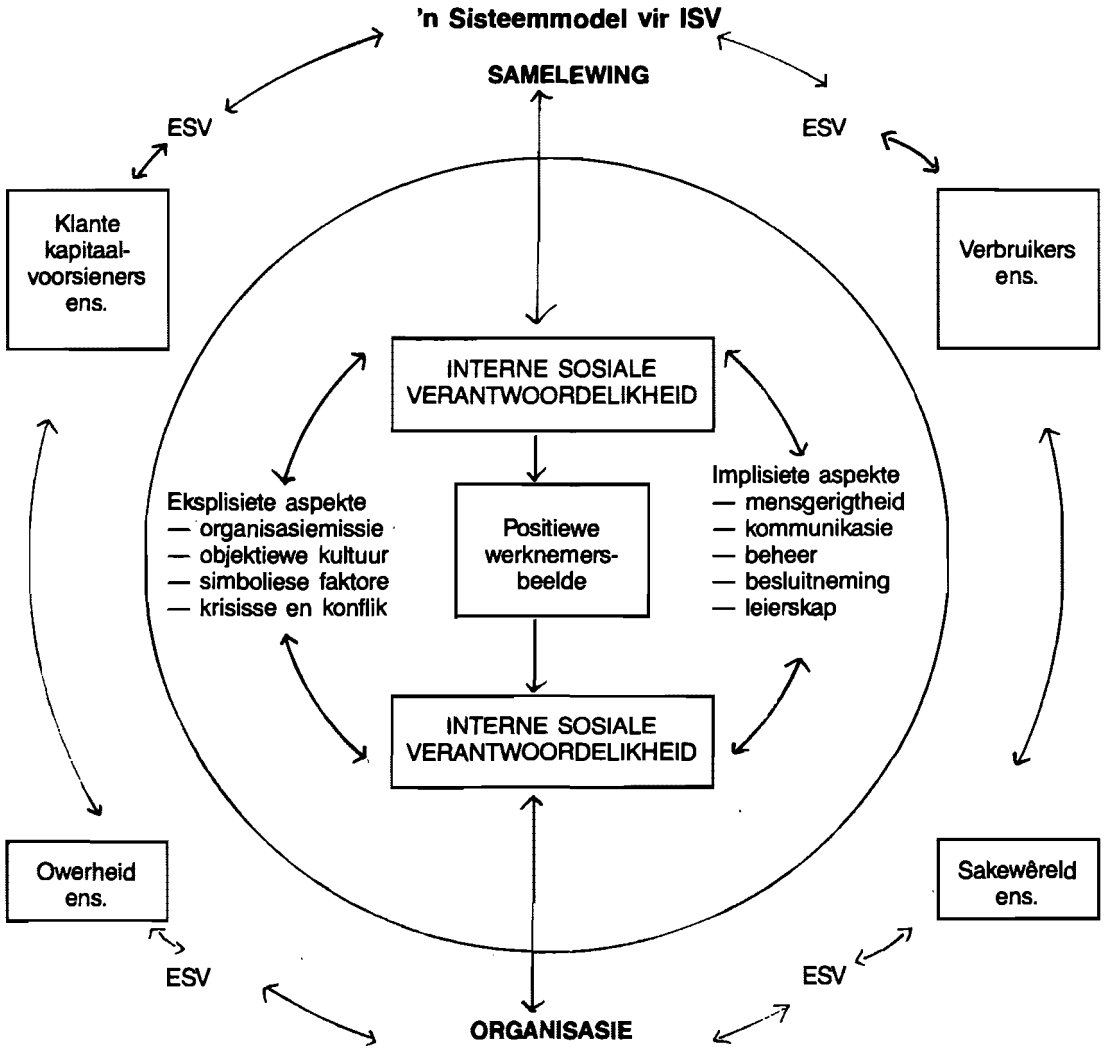 'n Sisteemmodel vir ISV
SAMELEWING
ESV
ESV
Klante
kapitaal-
voorsieners
ens.
Verbruikers
ens.
INTERNE SOSIALE
VERANTWOORDELIKHEID
Eksplisiete aspekte
— organisasiemissie
— objektiewe kultuur
— simboliese faktore
— krisisse en konflik
Positiewe
werknemers-
beelde
Implisiete aspekte
— mensgerigtheid
— kommunikasie
— beheer
— besluitneming
— leierskap
INTERNE SOSIALE
VERANTWOORDELIKHEID
Owerheid
ens.
Sakewêreld
ens.
ESV
ESV
ORGANISASIE